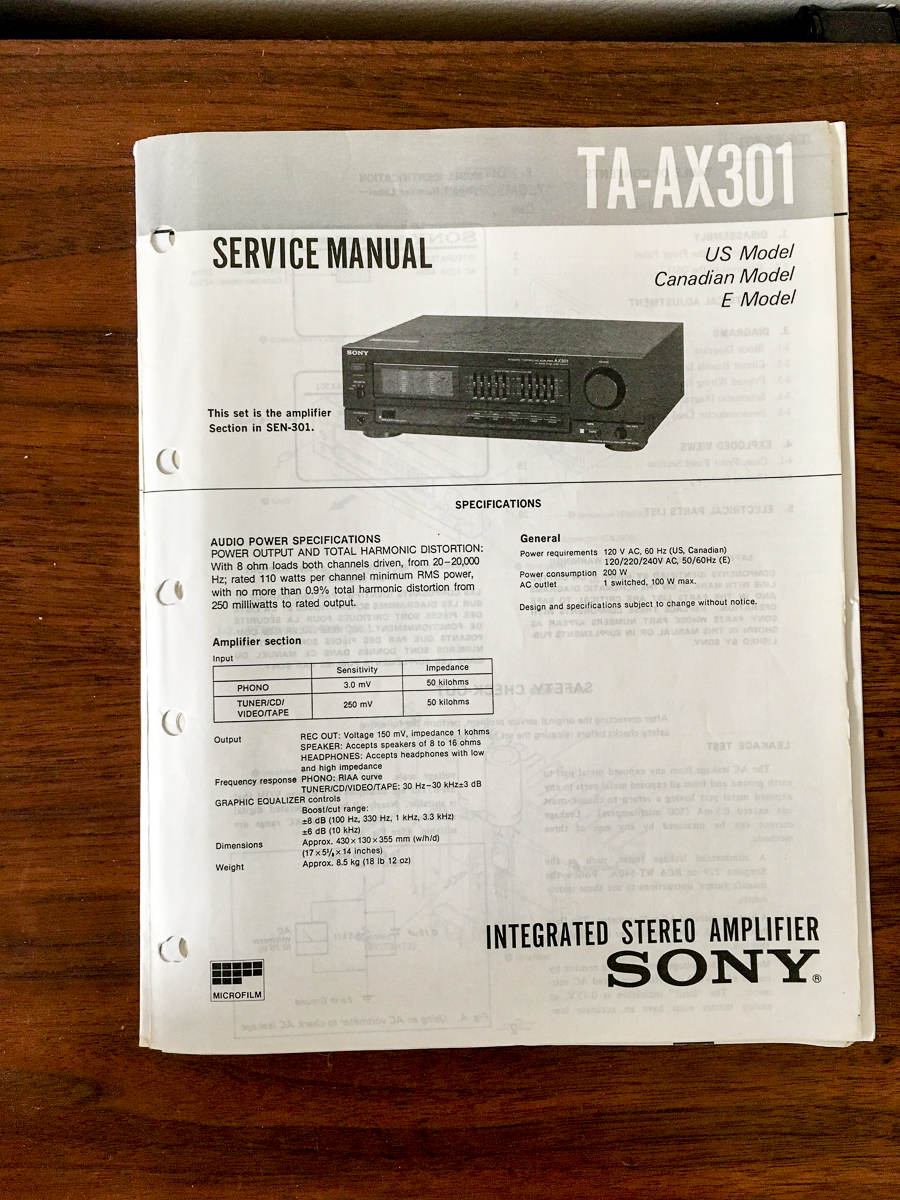 TA-AX301
SERVICE MANUAL
US Model
Canadian Model
E Model
SONY
AX301
This set is the amplifier
Section in SEN-301.
SPECIFICATIONS
AUDIO POWER SPECIFICATIONS
POWER OUTPUT AND TOTAL HARMONIC DISTORTION:
With 8 ohm loads both channels driven, from 20–20,000
Hz; rated 110 watts per channel minimum RMS power,
with no more than 0.9% total harmonic distortion from
250 milliwatts to rated output.
Amplifier section
Input
Sensitivity Impedance
PHONO 3.0 mV 50 kilohms
TUNER/CD/
VIDEO/TAPE 250 mV 50 kilohms
Output REC OUT: Voltage 150 mV, impedance 1 kohms
SPEAKER: Accepts speakers of 8 to 16 ohms
HEADPHONES: Accepts headphones with low
and high impedance
Frequency response PHONO: RIAA curve
TUNER/CD/VIDEO/TAPE: 30 Hz–30 kHz±3 dB
GRAPHIC EQUALIZER controls
Boost/cut range:
±8 dB (100 Hz, 330 Hz, 1 kHz, 3.3 kHz)
±6 dB (10 kHz)
Dimensions Approx. 430×130×355 mm (w/h/d)
(17×5 1/8×14 inches)
Weight Approx. 8.5 kg (18 lb 12 oz)
General
Power requirements 120 V AC, 60 Hz (US, Canadian)
120/220/240V AC, 50/60Hz (E)
Power consumption 200 W
AC outlet 1 switched, 100 W max.
Design and specifications subject to change without notice.
MICROFILM
INTEGRATED STEREO AMPLIFIER
SONY®